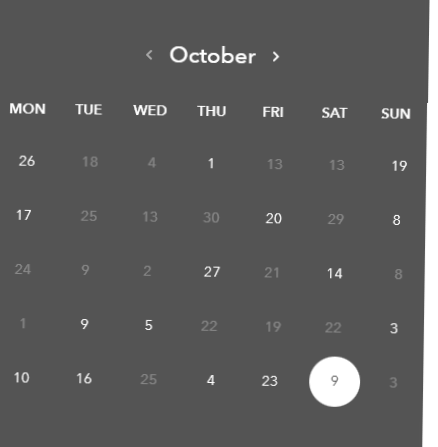 ‹ October ›
MON TUE WED THU FRI SAT SUN
26 18 4 1 13 13 19
17 25 13 30 20 29 8
24 9 2 27 21 14 8
1 9 5 22 19 22 3
10 16 25 4 23 9 3